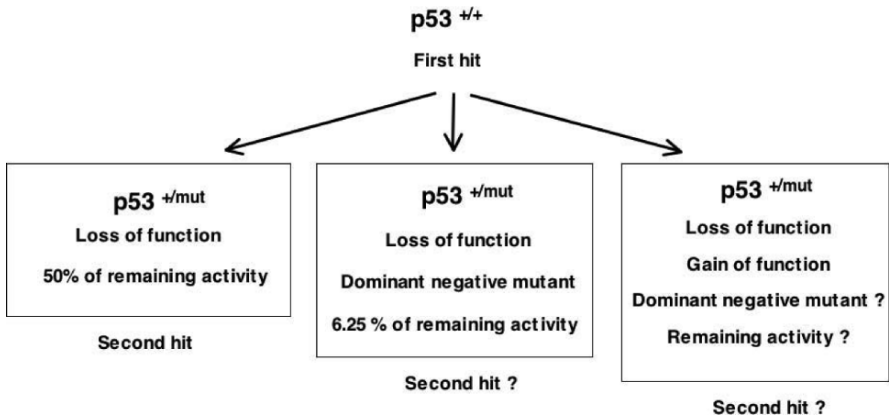 p53 +/+
First hit
p53 +/mut
Loss of function
50% of remaining activity
Second hit
p53 +/mut
Loss of function
Dominant negative mutant
6.25 % of remaining activity
Second hit ?
p53 +/mut
Loss of function
Gain of function
Dominant negative mutant ?
Remaining activity ?
Second hit ?